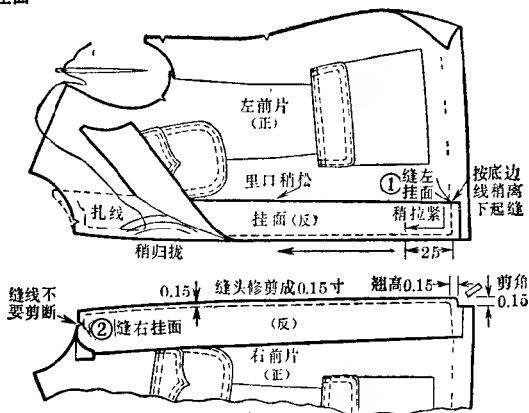 左前片
(正)
里口稍松
①缝左
挂面
按底边
线稍离
下起缝
扎线
挂面(反)
稍拉紧
稍归拢
25
缝线不
要剪断
0.15
缝头修剪成0.15寸
翘高0.15
剪角
0.15
②缝右挂面
(反)
右前片
(正)